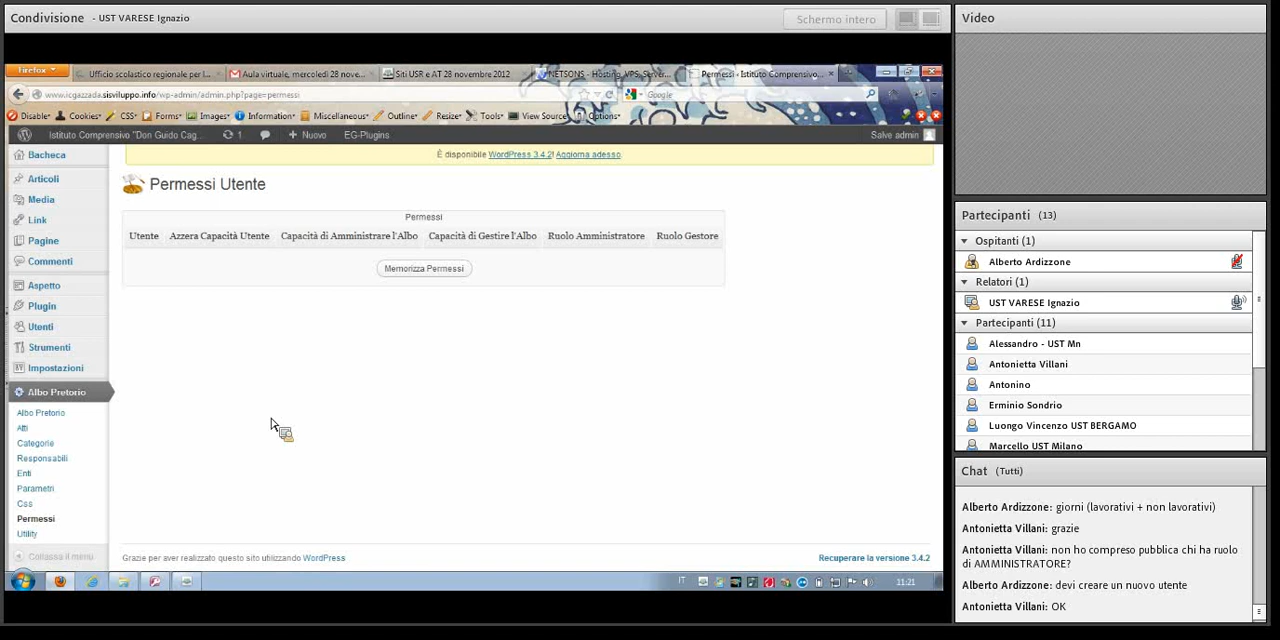 Condivisione - UST VARESE Ignazio
Schermo intero
Firefox
Ufficio scolastico regionale per l...
Aula virtuale, mercoledì 28 nove...
Siti USR e AT 28 novembre 2012
NETSONS - Hosting, VPS, Server...
Permessi ‹ Istituto Comprensivo...
www.icgazzada.sisviluppo.info/wp-admin/admin.php?page=permessi
Google
Disable Cookies CSS Forms Images Information Miscellaneous Outline Resize Tools View Source Options
Istituto Comprensivo "Don Guido Cag... 1 Nuovo EG-Plugins Salve admin
È disponibile WordPress 3.4.2! Aggiorna adesso.
Bacheca
Articoli
Media
Link
Pagine
Commenti
Aspetto
Plugin
Utenti
Strumenti
Impostazioni
Albo Pretorio
Albo Pretorio
Atti
Categorie
Responsabili
Enti
Parametri
Css
Permessi
Utility
Collassa il menu
Permessi Utente
Permessi
Utente Azzera Capacità Utente Capacità di Amministrare l'Albo Capacità di Gestire l'Albo Ruolo Amministratore Ruolo Gestore
Memorizza Permessi
Grazie per aver realizzato questo sito utilizzando WordPress
Recuperare la versione 3.4.2
IT
11:21
Video
Partecipanti (13)
Ospitanti (1)
Alberto Ardizzone
Relatori (1)
UST VARESE Ignazio
Partecipanti (11)
Alessandro - UST Mn
Antonietta Villani
Antonino
Erminio Sondrio
Luongo Vincenzo UST BERGAMO
Marcello UST Milano
Chat (Tutti)
Alberto Ardizzone: giorni (lavorativi + non lavorativi)
Antonietta Villani: grazie
Antonietta Villani: non ho compreso pubblica chi ha ruolo
di AMMINISTRATORE?
Alberto Ardizzone: devi creare un nuovo utente
Antonietta Villani: OK